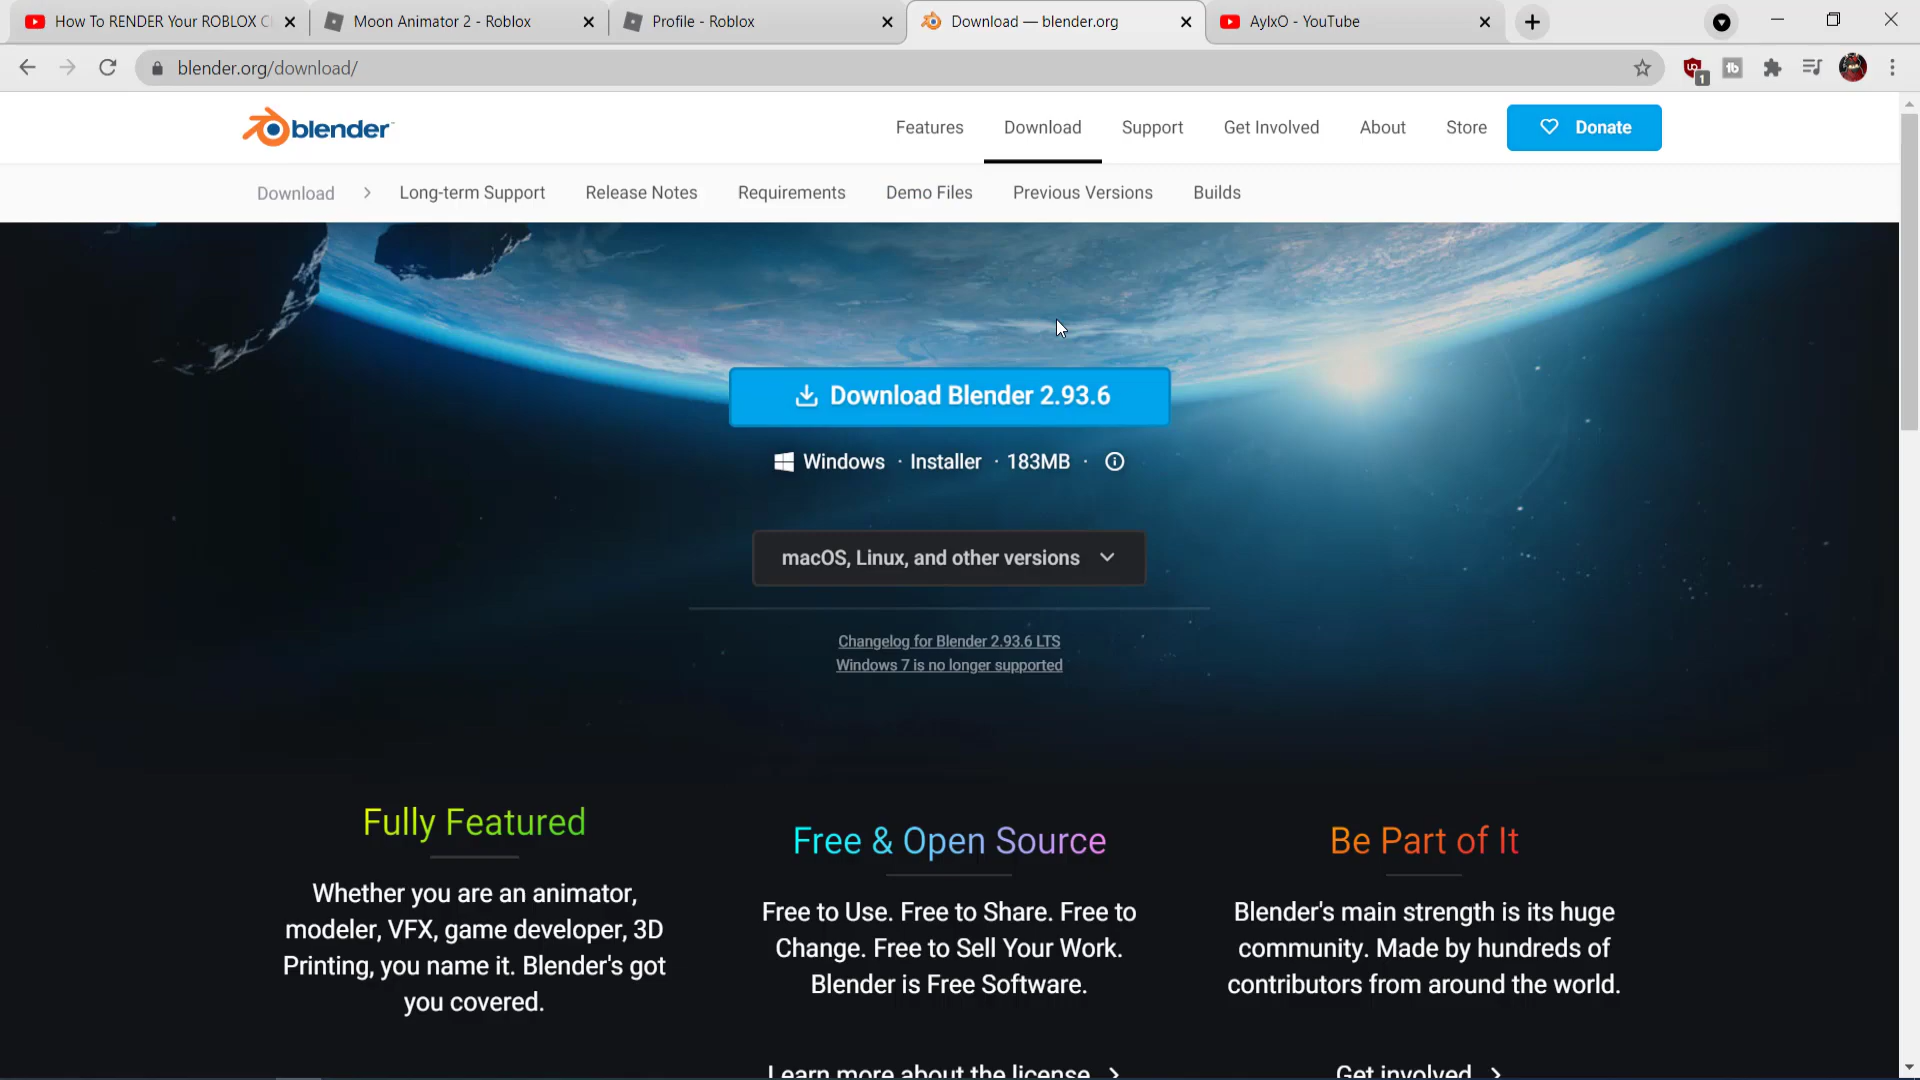 How To RENDER Your ROBLOX C
Moon Animator 2 - Roblox
Profile - Roblox
Download — blender.org
AylxO - YouTube
blender.org/download/
1
blender
Features
Download
Support
Get Involved
About
Store
Donate
Download
Long-term Support
Release Notes
Requirements
Demo Files
Previous Versions
Builds
Download Blender 2.93.6
Windows · Installer · 183MB ·
macOS, Linux, and other versions
Changelog for Blender 2.93.6 LTS
Windows 7 is no longer supported
Fully Featured
Whether you are an animator,
modeler, VFX, game developer, 3D
Printing, you name it. Blender's got
you covered.
Free & Open Source
Free to Use. Free to Share. Free to
Change. Free to Sell Your Work.
Blender is Free Software.
Learn more about the license
Be Part of It
Blender's main strength is its huge
community. Made by hundreds of
contributors from around the world.
Get involved